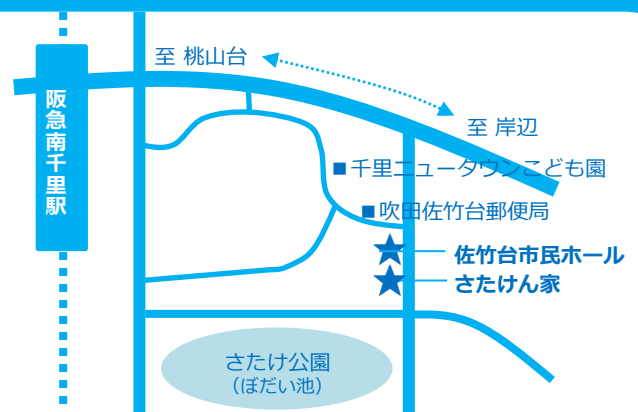 至 桃山台
至 岸辺
阪急南千里駅
■千里ニュータウンこども園
■吹田佐竹台郵便局
佐竹台市民ホール
さたけん家
さたけ公園
（ぼだい池）